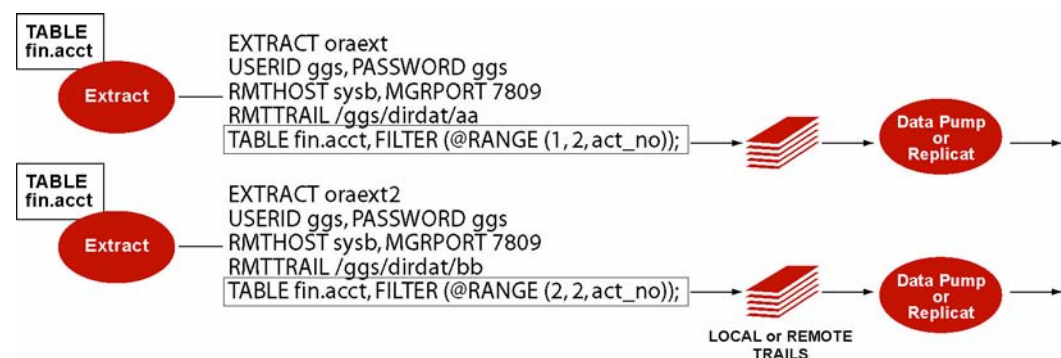 TABLE
fin.acct
Extract
EXTRACT oraext
USERID ggs, PASSWORD ggs
RMTHOST sysb, MGRPORT 7809
RMTTRAIL /ggs/dirdat/aa
TABLE fin.acct, FILTER (@RANGE (1, 2, act_no));
Data Pump
or
Replicat
TABLE
fin.acct
Extract
EXTRACT oraext2
USERID ggs, PASSWORD ggs
RMTHOST sysb, MGRPORT 7809
RMTTRAIL /ggs/dirdat/bb
TABLE fin.acct, FILTER (@RANGE (2, 2, act_no));
Data Pump
or
Replicat
LOCAL or REMOTE
TRAILS